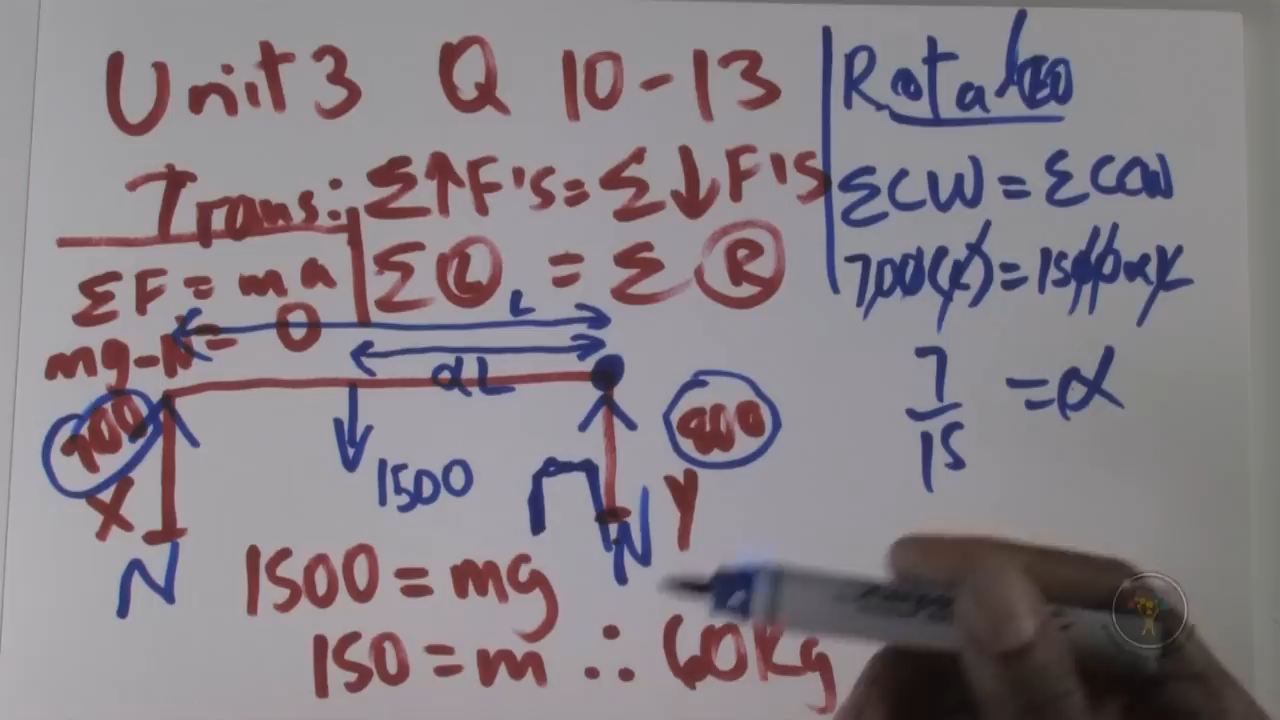 Unit 3 Q 10-13
Trans: Σ↑F's = Σ↓F's
ΣF = ma
Σ L = Σ R
mg-N= 0
L
αL
700
800
1500
X
Y
N
N
1500 = mg
150 = m ∴ 60kg
Rotation
ΣCW = ΣCCW
7/15 = α